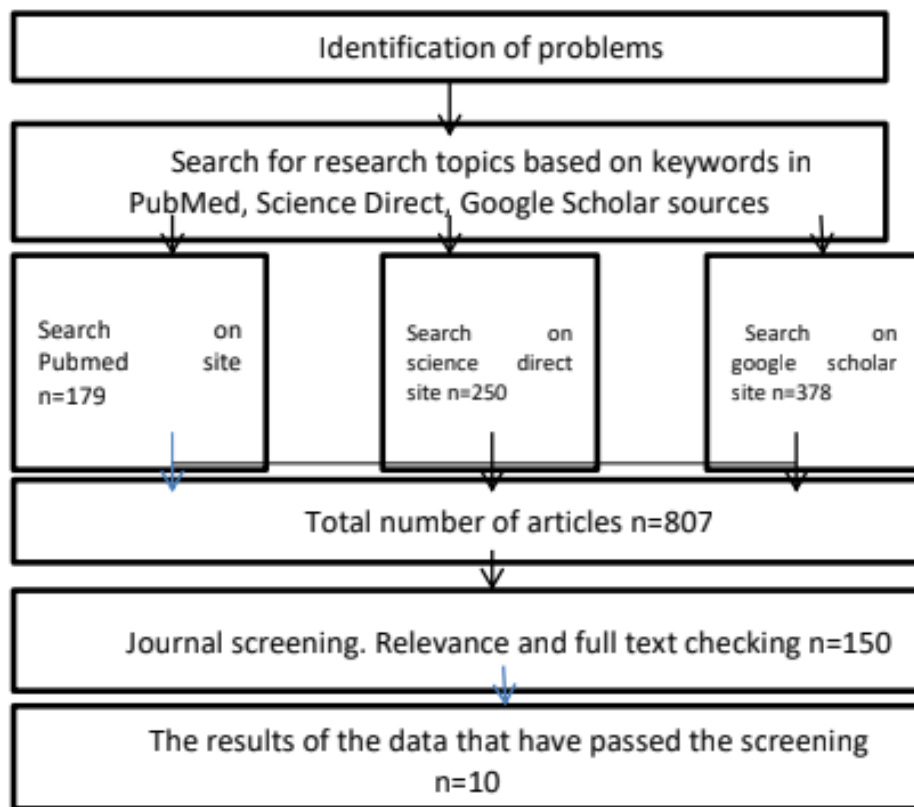 Identification of problems
Search for research topics based on keywords in
PubMed, Science Direct, Google Scholar sources
Search on
Pubmed site
n=179
Search on
science direct
site n=250
Search on
google scholar
site n=378
Total number of articles n=807
Journal screening. Relevance and full text checking n=150
The results of the data that have passed the screening
n=10